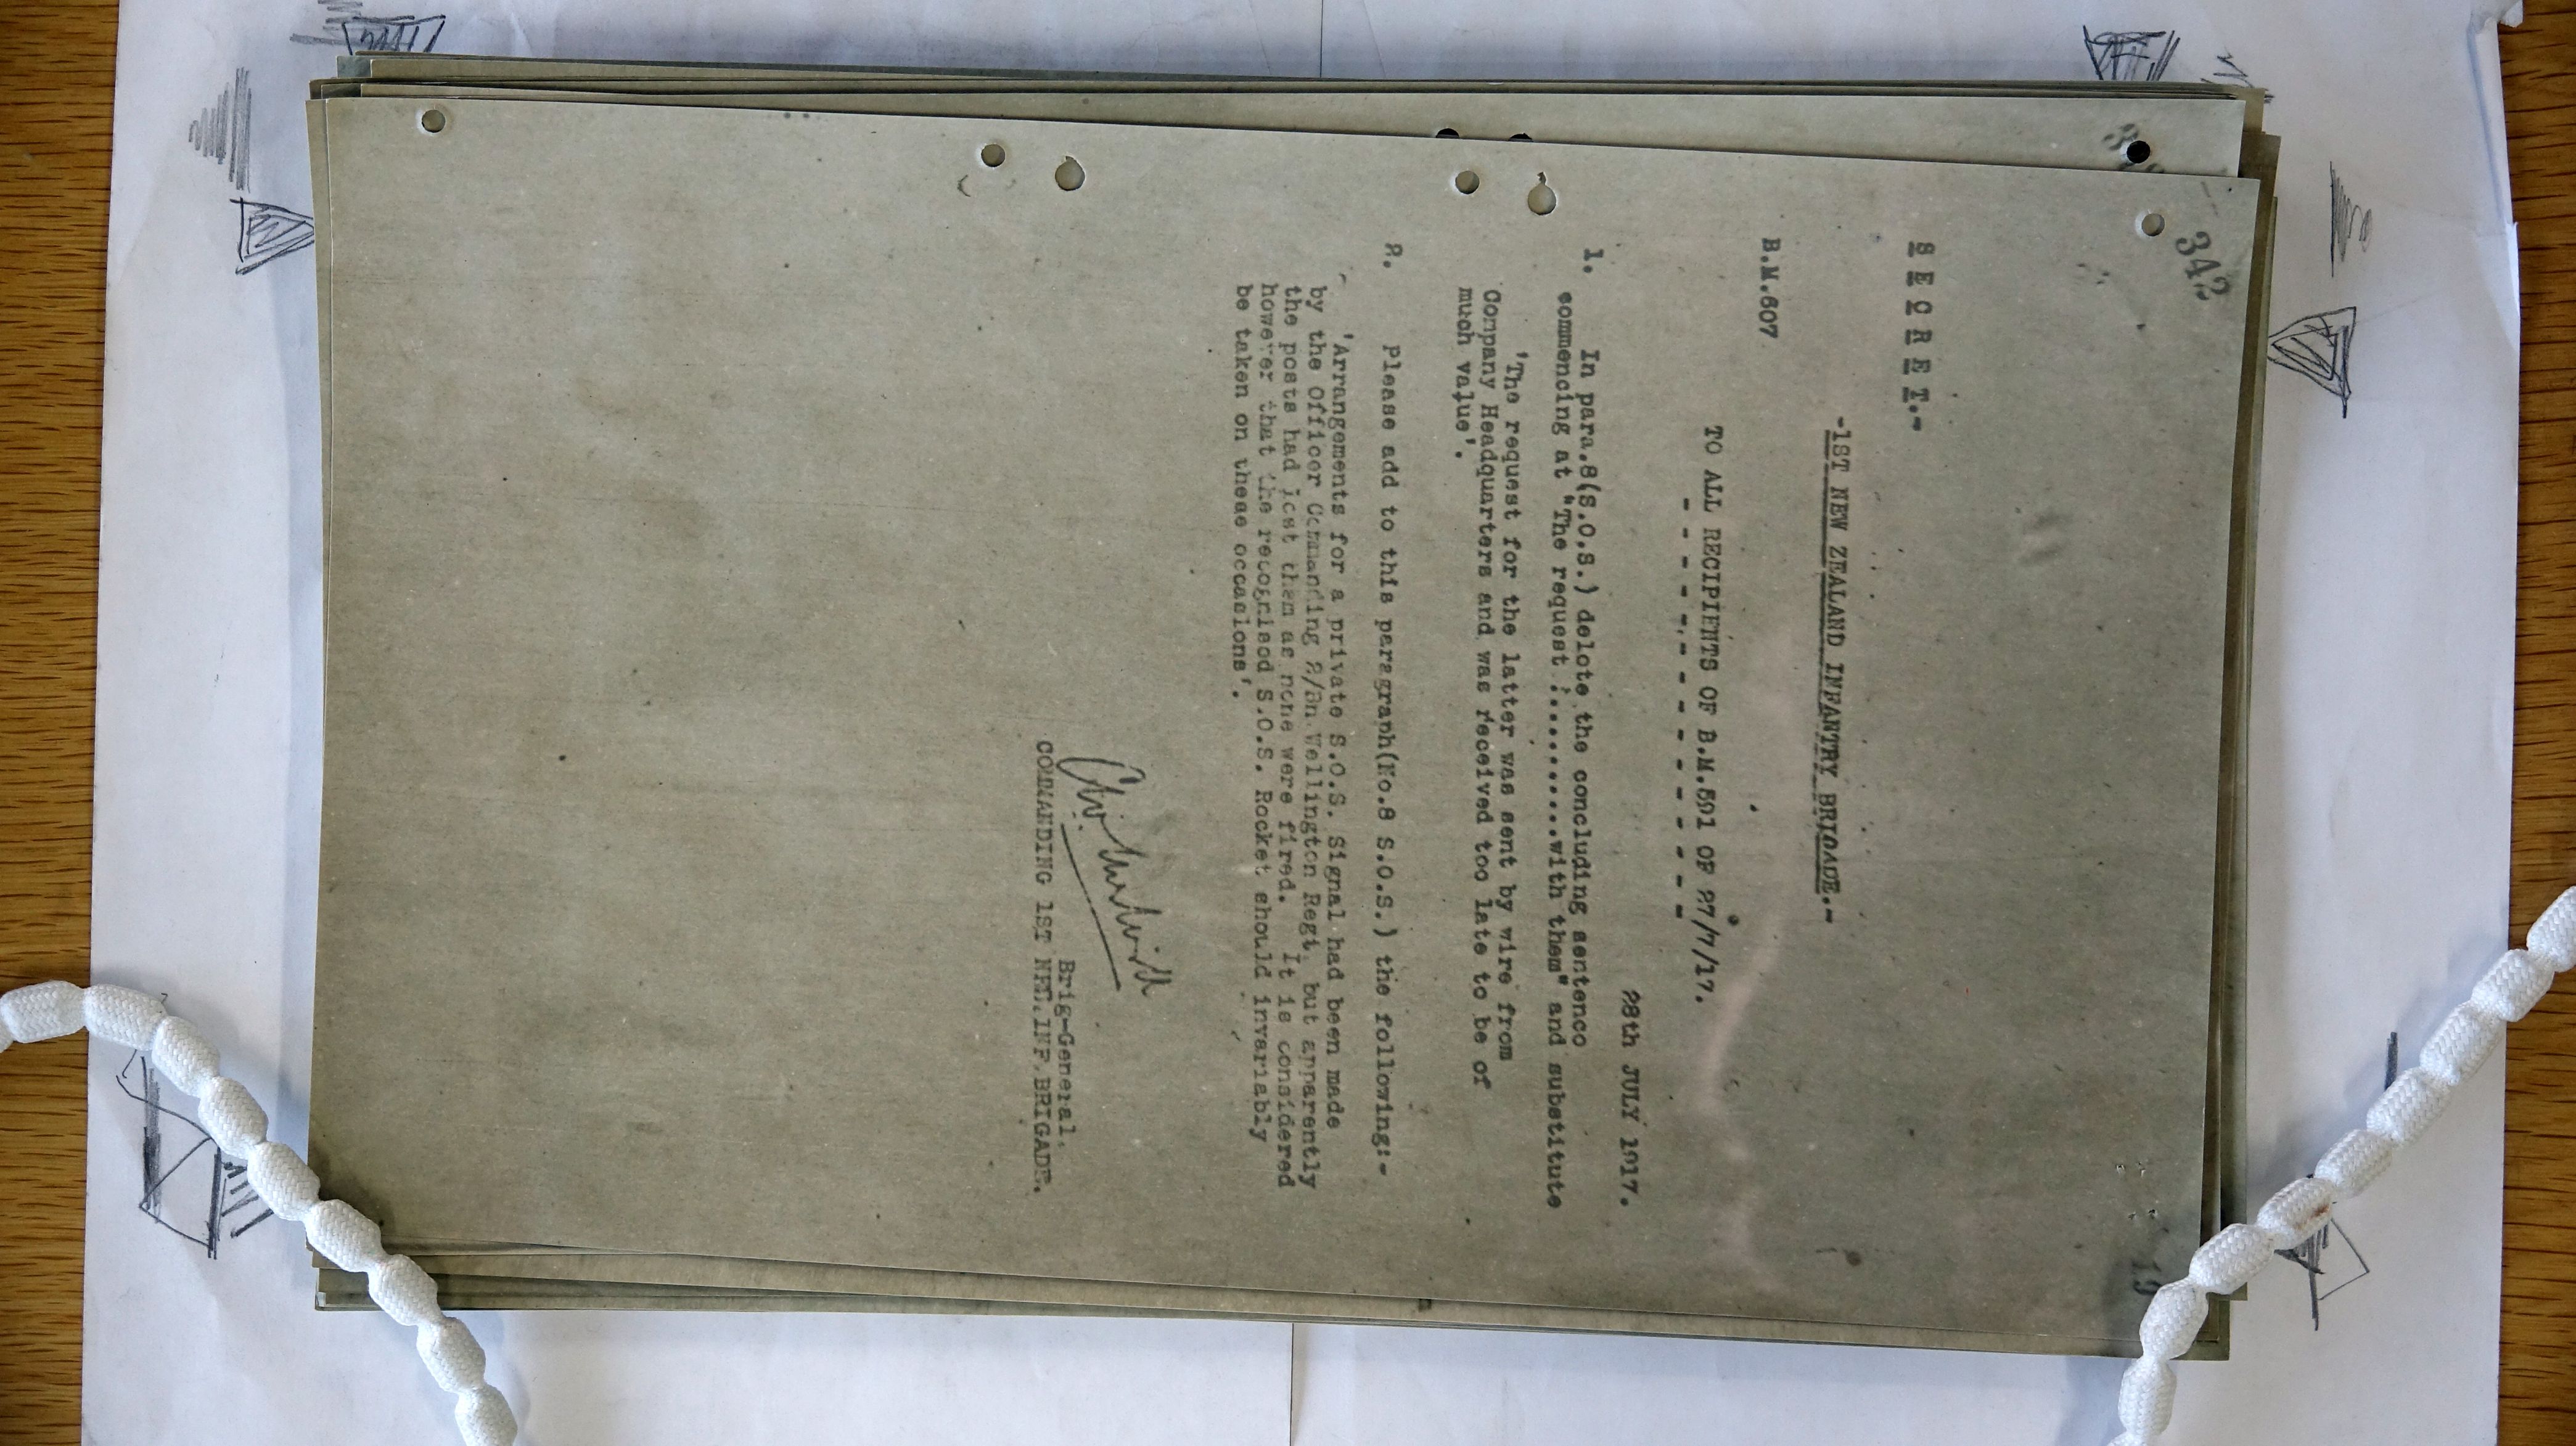 342
S E C R E T.-
-1ST NEW ZEALAND INFANTRY BRIGADE.-
B.M.607
TO ALL RECIPIENTS OF B.M.591 OF 27/7/17.
- - - - - - - - - - - - - - -
28th JULY 1917.
1. In para.8(S.O.S.) delete the concluding sentence
commencing at "The request ...........with them" and substitute
'The request for the latter was sent by wire from
Company Headquarters and was received too late to be of
much value'.
2. Please add to this paragraph(No.8 S.O.S.) the following:-
'Arrangements for a private S.O.S. Signal had been made
by the Officer Commanding 2/Bn Wellington Regt, but apparently
the posts had lost them as none were fired. It is considered
however that the recognised S.O.S. Rocket should invariably
be taken on these occasions'.
Brig-General.
COMMANDING 1ST N.Z.INF.BRIGADE.